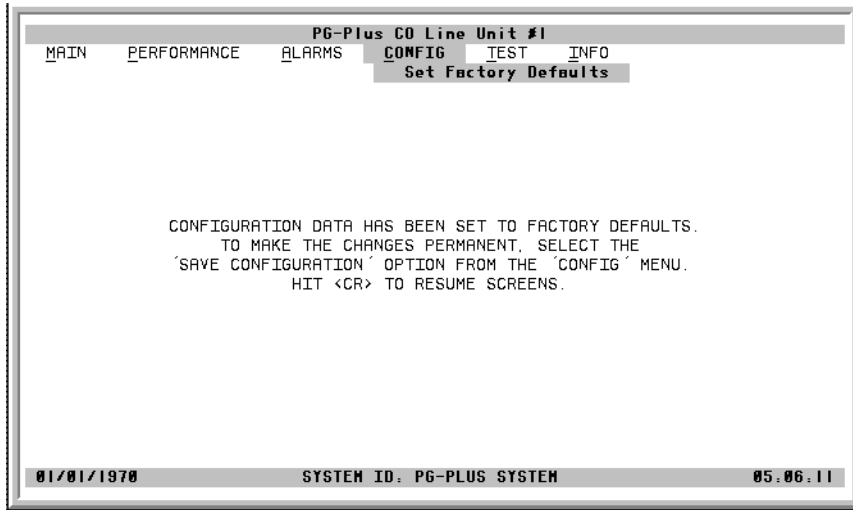 PG-Plus CO Line Unit #1
MAIN PERFORMANCE ALARMS CONFIG TEST INFO
Set Factory Defaults
CONFIGURATION DATA HAS BEEN SET TO FACTORY DEFAULTS.
TO MAKE THE CHANGES PERMANENT, SELECT THE
´SAVE CONFIGURATION´ OPTION FROM THE ´CONFIG´ MENU.
HIT <CR> TO RESUME SCREENS.
01/01/1970 SYSTEM ID: PG-PLUS SYSTEM 05:06:11